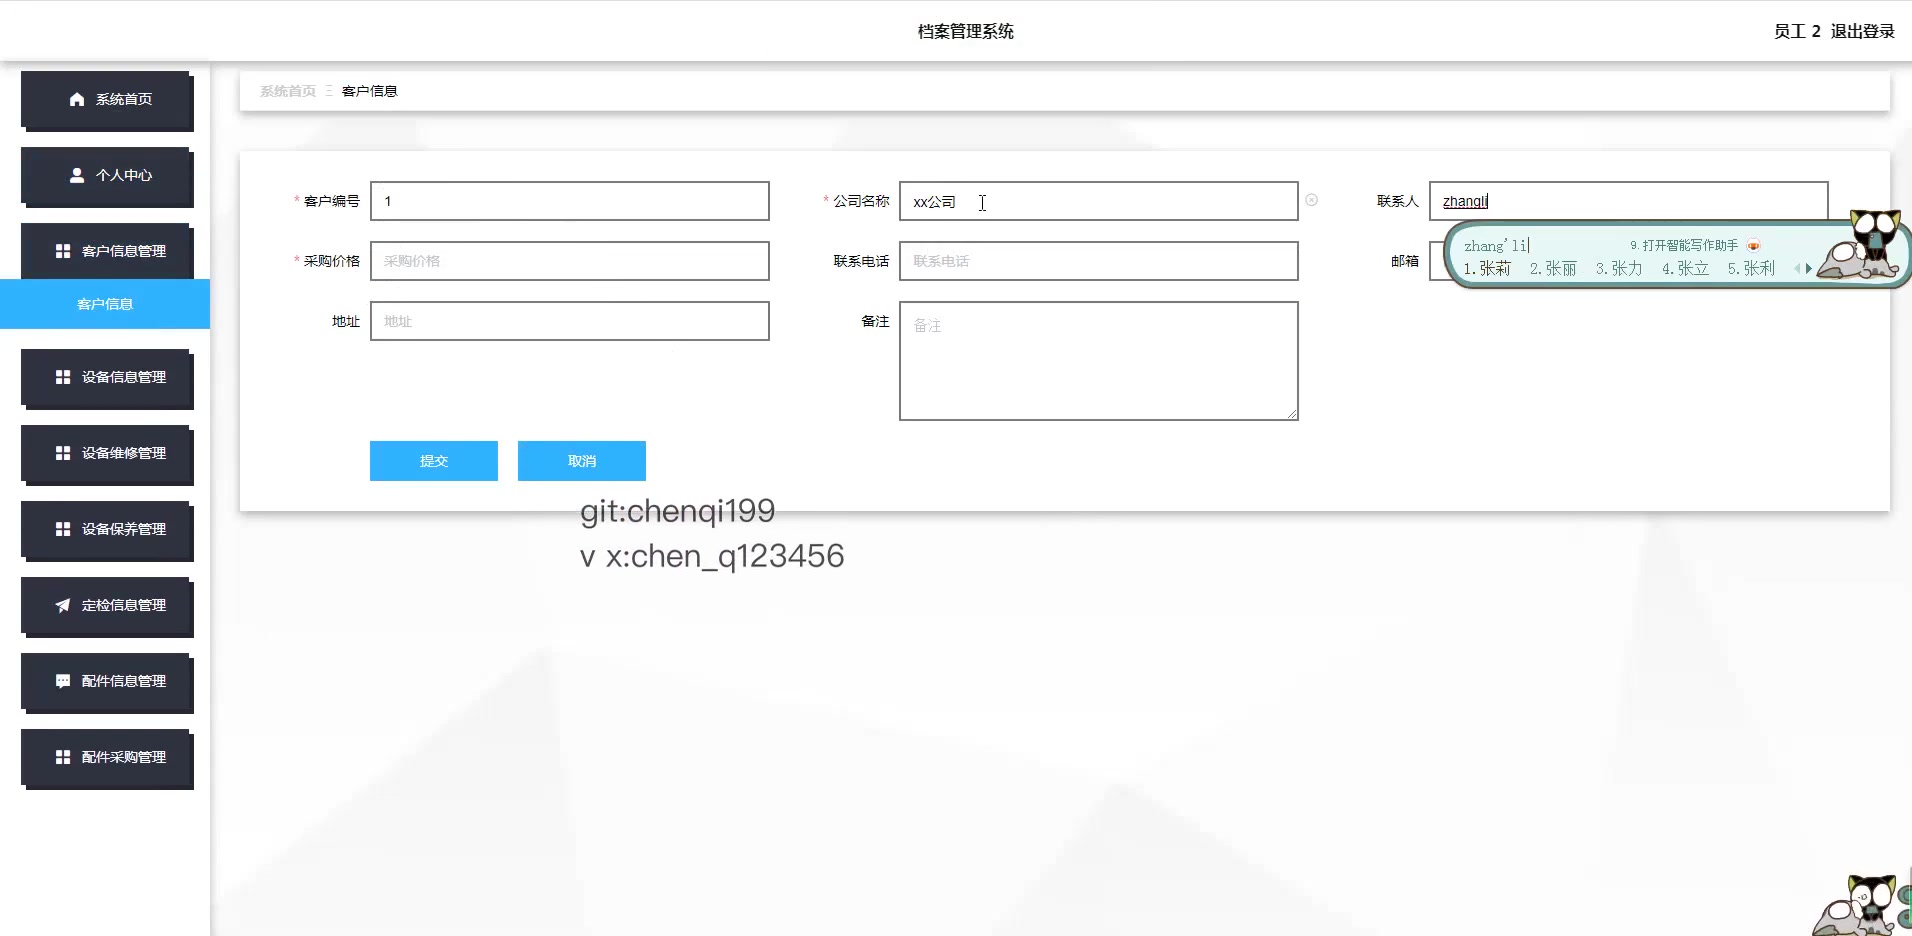 档案管理系统
员工 2 退出登录
系统首页
个人中心
客户信息管理
客户信息
设备信息管理
设备维修管理
设备保养管理
定检信息管理
配件信息管理
配件采购管理
系统首页 客户信息
* 客户编号 1 * 公司名称 xx公司 联系人 zhangli
zhang'li 9.打开智能写作助手
1.张莉 2.张丽 3.张力 4.张立 5.张利
* 采购价格 采购价格 联系电话 联系电话 邮箱
地址 地址 备注 备注
提交 取消
git:chenqi199
v x:chen_q123456